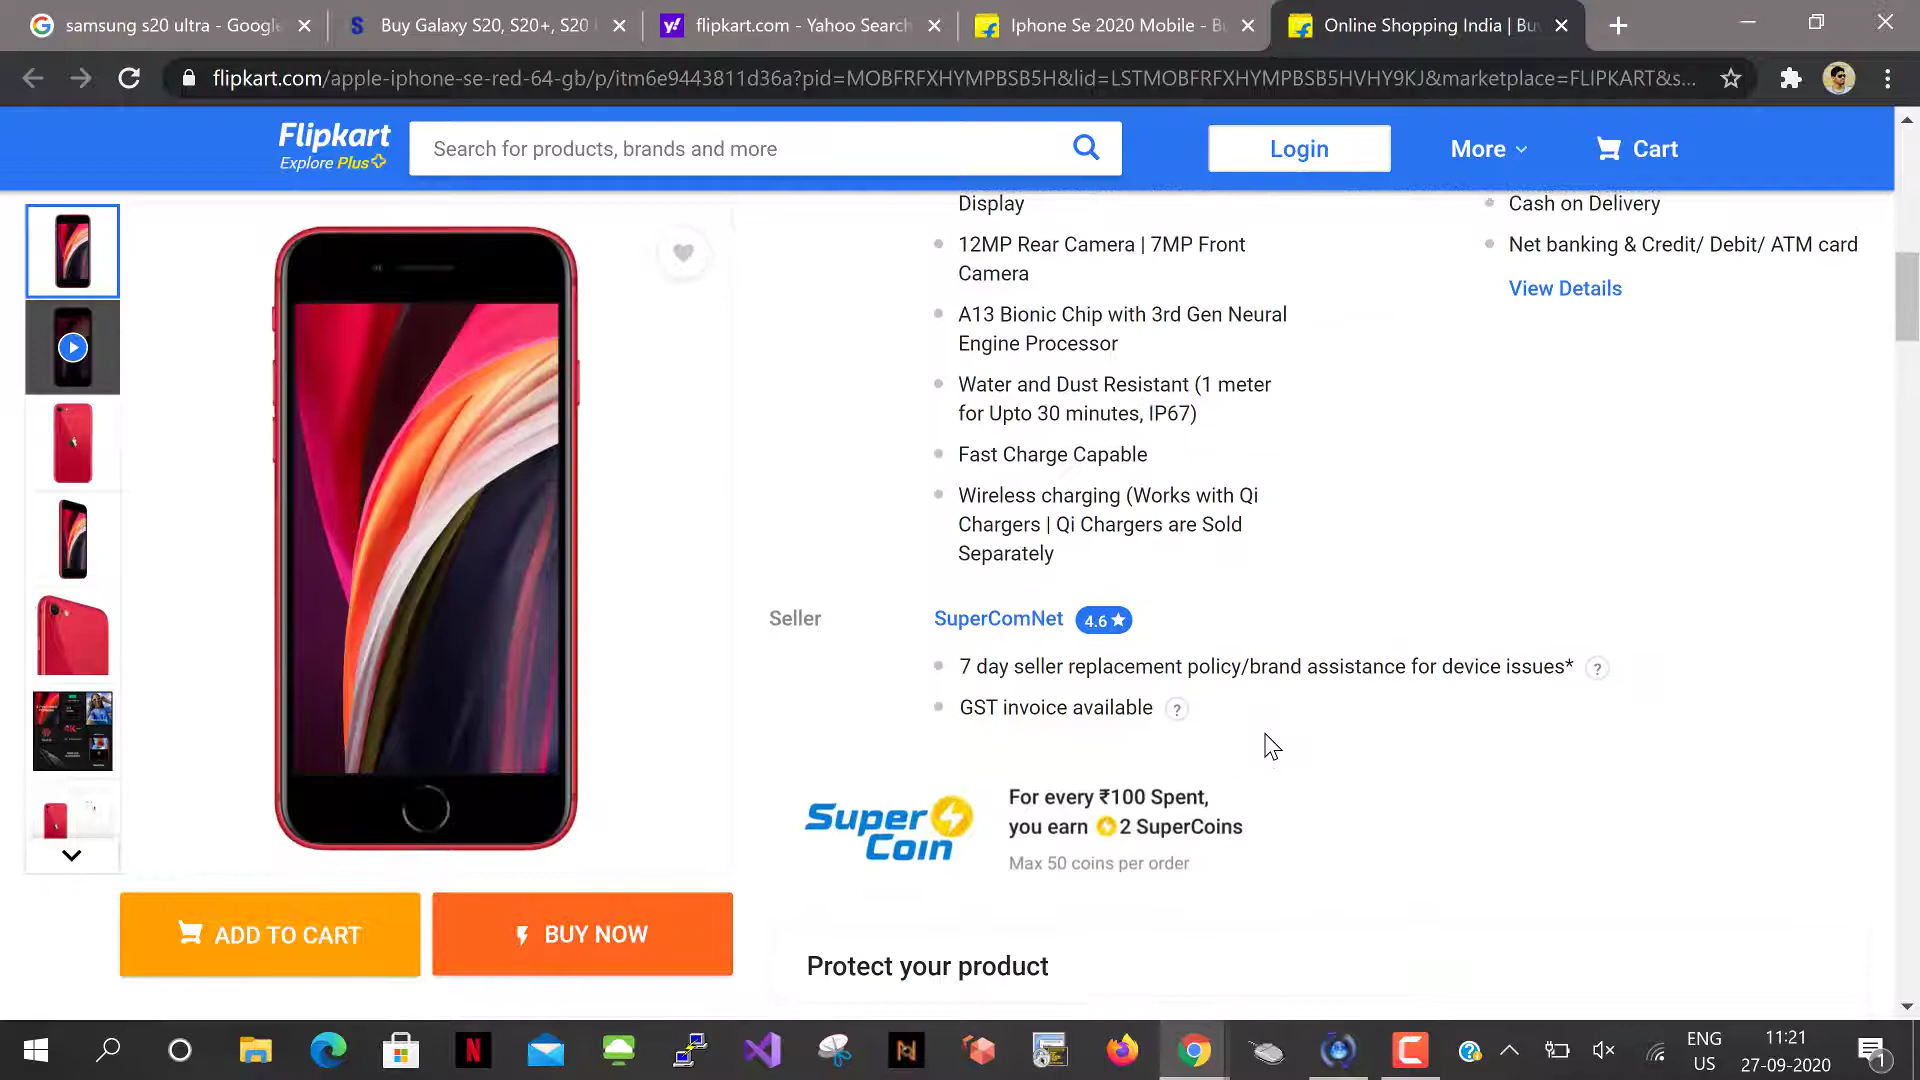 samsung s20 ultra - Google
Buy Galaxy S20, S20+, S20
flipkart.com - Yahoo Search
Iphone Se 2020 Mobile - Bu
Online Shopping India | Buy
flipkart.com/apple-iphone-se-red-64-gb/p/itm6e9443811d36a?pid=MOBFRFXHYMPBSB5H&lid=LSTMOBFRFXHYMPBSB5HVHY9KJ&marketplace=FLIPKART&s...
Flipkart
Explore Plus
Search for products, brands and more
Login
More
Cart
Display
12MP Rear Camera | 7MP Front
Camera
A13 Bionic Chip with 3rd Gen Neural
Engine Processor
Water and Dust Resistant (1 meter
for Upto 30 minutes, IP67)
Fast Charge Capable
Wireless charging (Works with Qi
Chargers | Qi Chargers are Sold
Separately
Cash on Delivery
Net banking & Credit/ Debit/ ATM card
View Details
Seller
SuperComNet 4.6★
7 day seller replacement policy/brand assistance for device issues* ?
GST invoice available ?
Super
Coin
For every ₹100 Spent,
you earn 2 SuperCoins
Max 50 coins per order
ADD TO CART
BUY NOW
Protect your product
ENG
US
11:21
27-09-2020
1